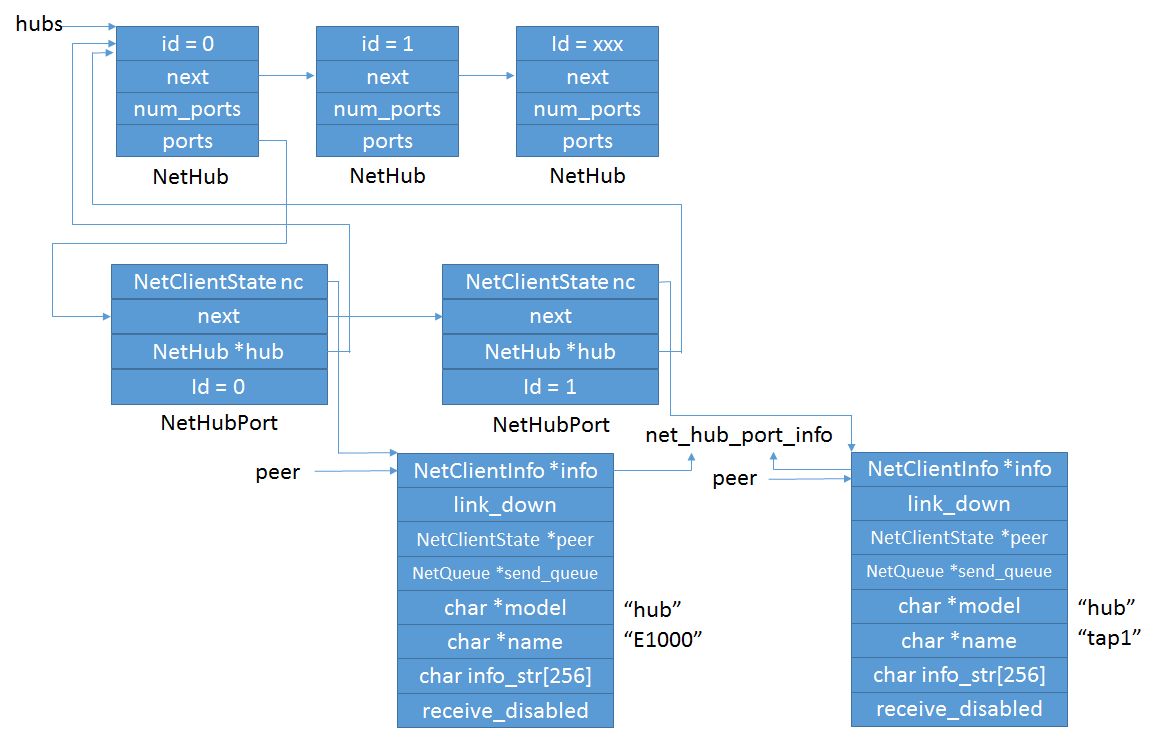 hubs
id = 0
next
num_ports
ports
NetHub
id = 1
next
num_ports
ports
NetHub
Id = xxx
next
num_ports
ports
NetHub
NetClientState nc
next
NetHub *hub
Id = 0
NetHubPort
NetClientState nc
next
NetHub *hub
Id = 1
NetHubPort
net_hub_port_info
peer
NetClientInfo *info
link_down
NetClientState *peer
NetQueue *send_queue
char *model
char *name
char info_str[256]
receive_disabled
“hub”
“E1000”
peer
NetClientInfo *info
link_down
NetClientState *peer
NetQueue *send_queue
char *model
char *name
char info_str[256]
receive_disabled
“hub”
“tap1”